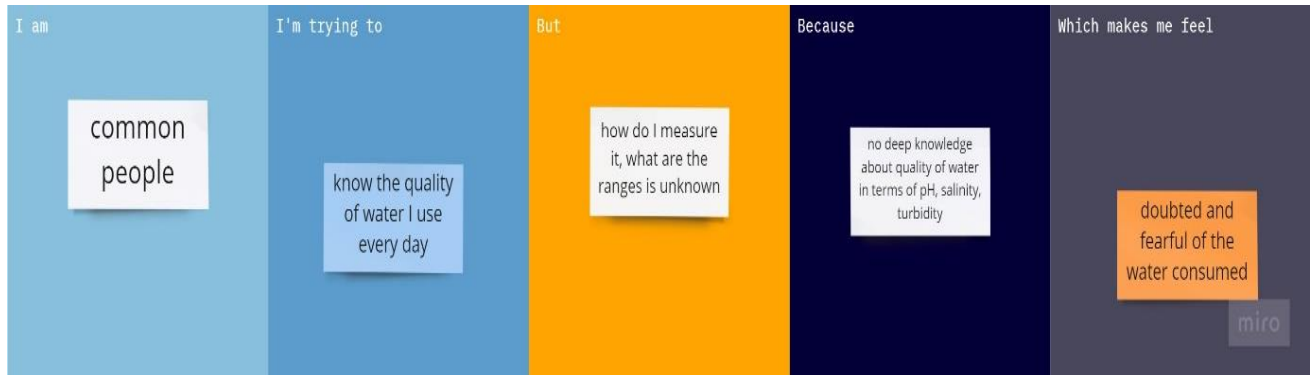 I am
common
people
I'm trying to
know the quality
of water I use
every day
But
how do I measure
it, what are the
ranges is unknown
Because
no deep knowledge
about quality of water
in terms of pH, salinity,
turbidity
Which makes me feel
doubted and
fearful of the
water consumed
miro